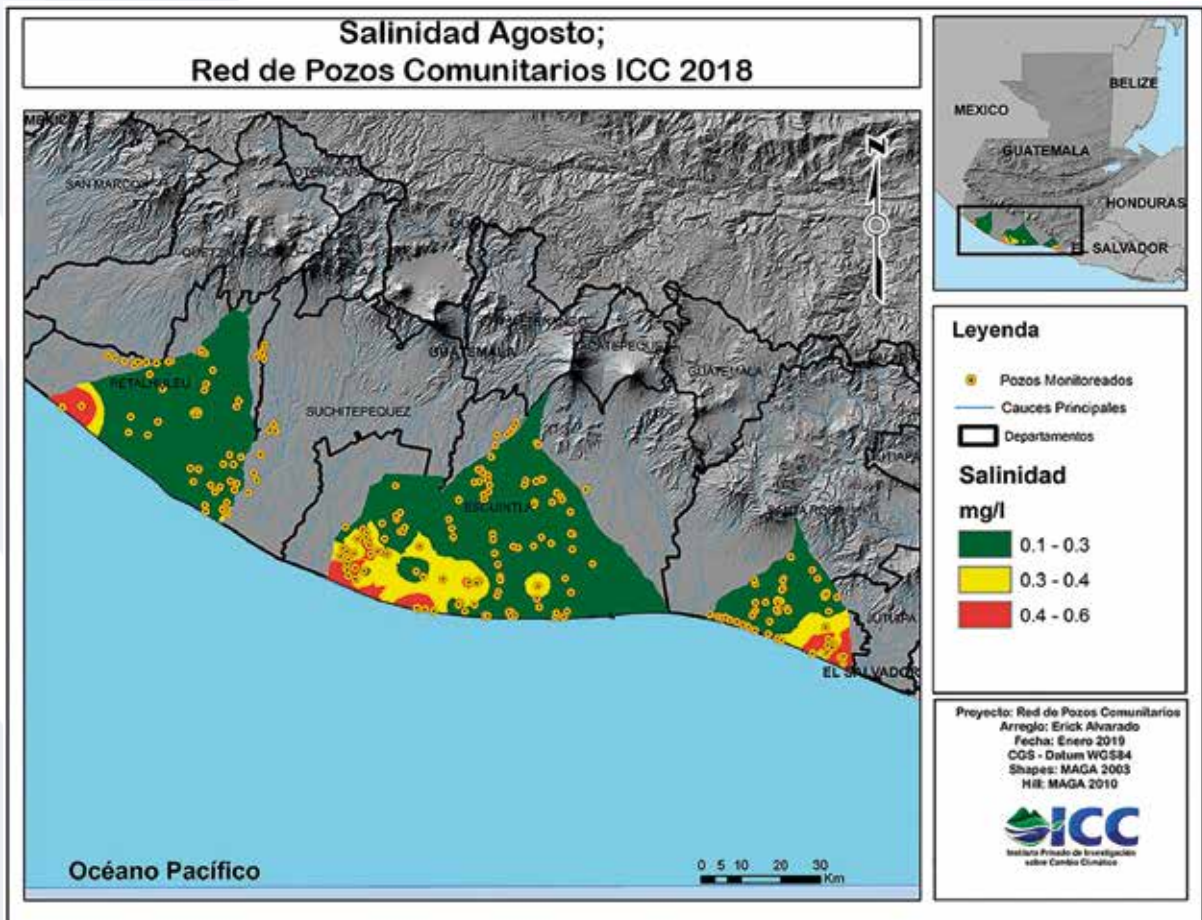 Salinidad Agosto;
Red de Pozos Comunitarios ICC 2018
MEXICO
SAN MARCOS
RETALHULEU
SUCHITEPEQUEZ
GUATEMALA
GUATEMALA
ESCUINTLA
SANTA ROSA
JUTIAPA
EL SALVADOR
N
Océano Pacífico
0 5 10 20 30
Km
BELIZE
MEXICO
GUATEMALA
HONDURAS
EL SALVADOR
Leyenda
Pozos Monitoreados
Cauces Principales
Departamentos
Salinidad
mg/l
0.1 - 0.3
0.3 - 0.4
0.4 - 0.6
Proyecto: Red de Pozos Comunitarios
Arreglo: Erick Alvarado
Fecha: Enero 2019
CGS - Datum WGS84
Shapes: MAGA 2003
Hill: MAGA 2010
ICC
Instituto Privado de Investigación
sobre Cambio Climático